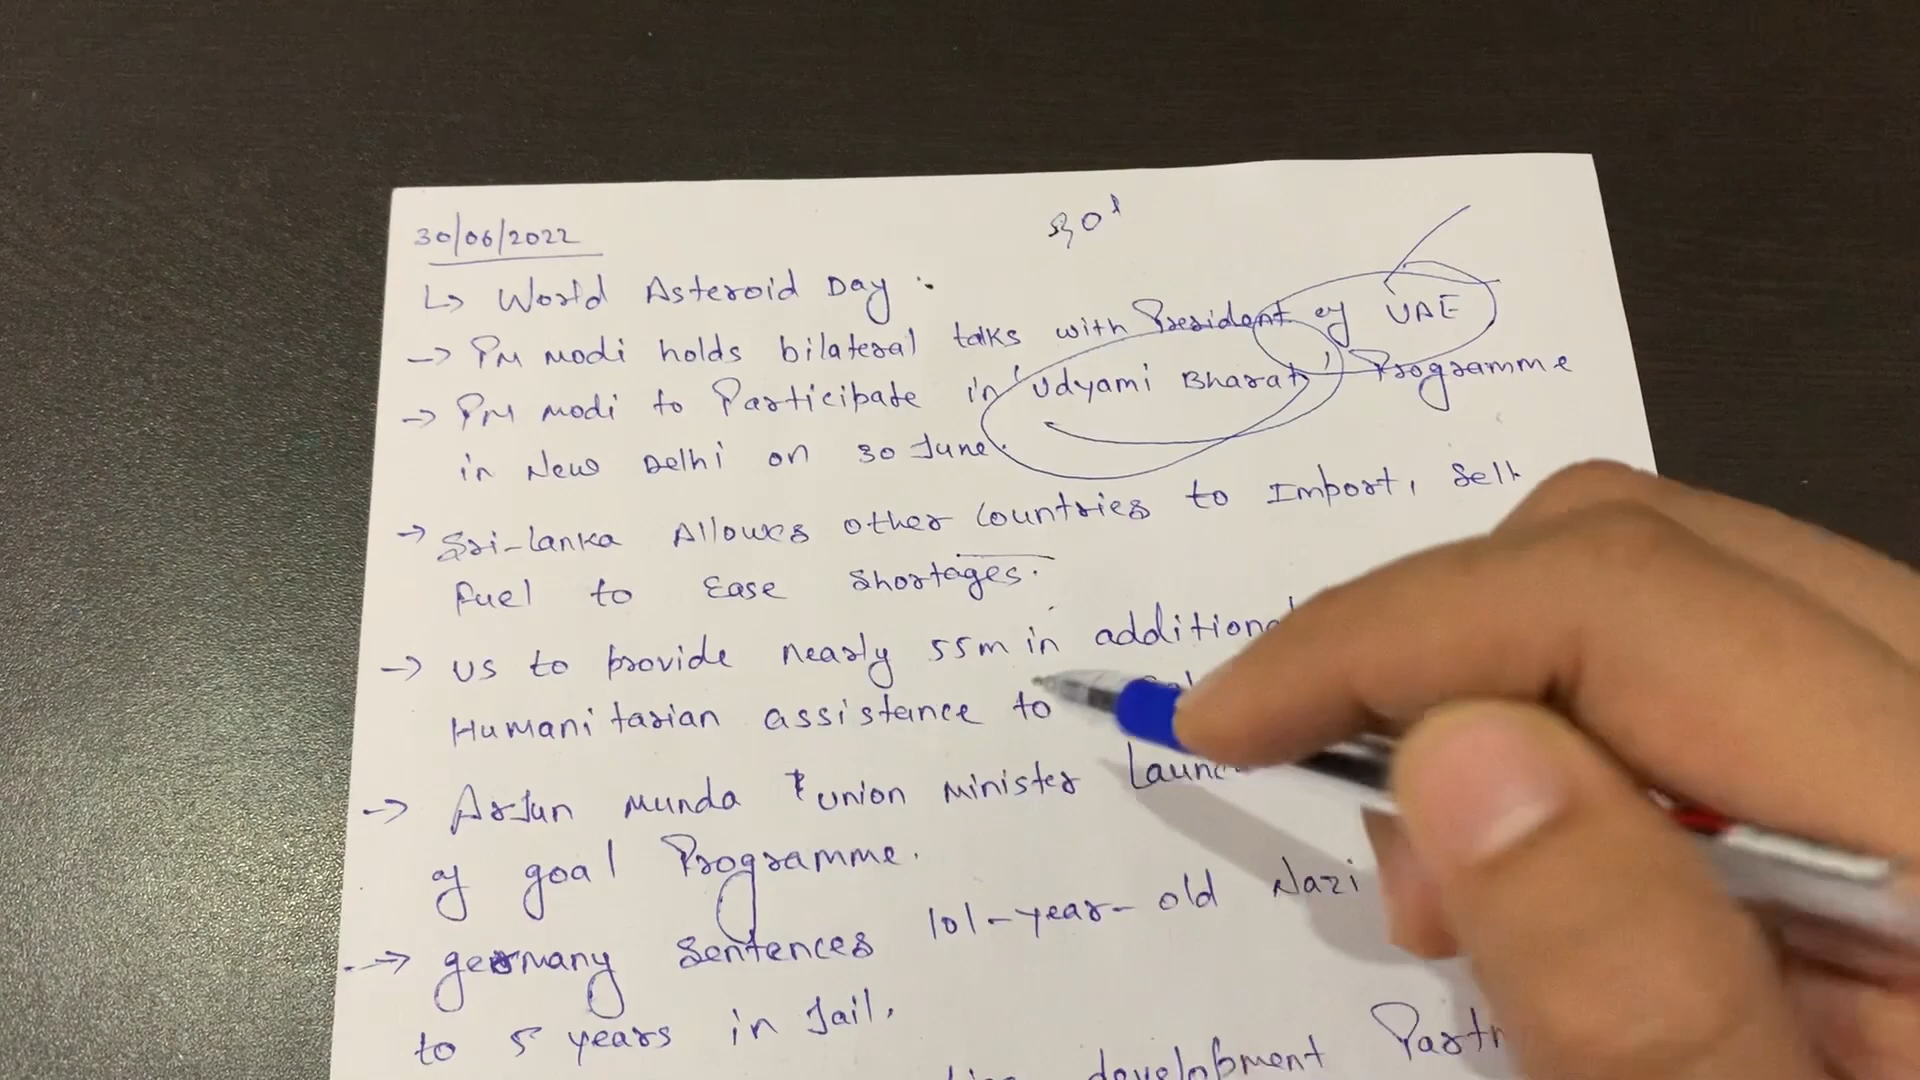 30/06/2022
↳ World Asteroid Day :-
→ PM modi holds bilateral talks with President of UAE
→ PM modi to Participate in 'Udyami Bharat' Programme
in New Delhi on 30 June.
→ Sri-lanka Allowes other Countries to Import, Sell
fuel to Ease Shortages.
→ US to provide nearly 55m in additional
Humanitarian assistance to
→ Arjun munda union minister
of goal Programme.
→ germany Sentences 101-year-old Nazi
to 5 years in Jail.
development